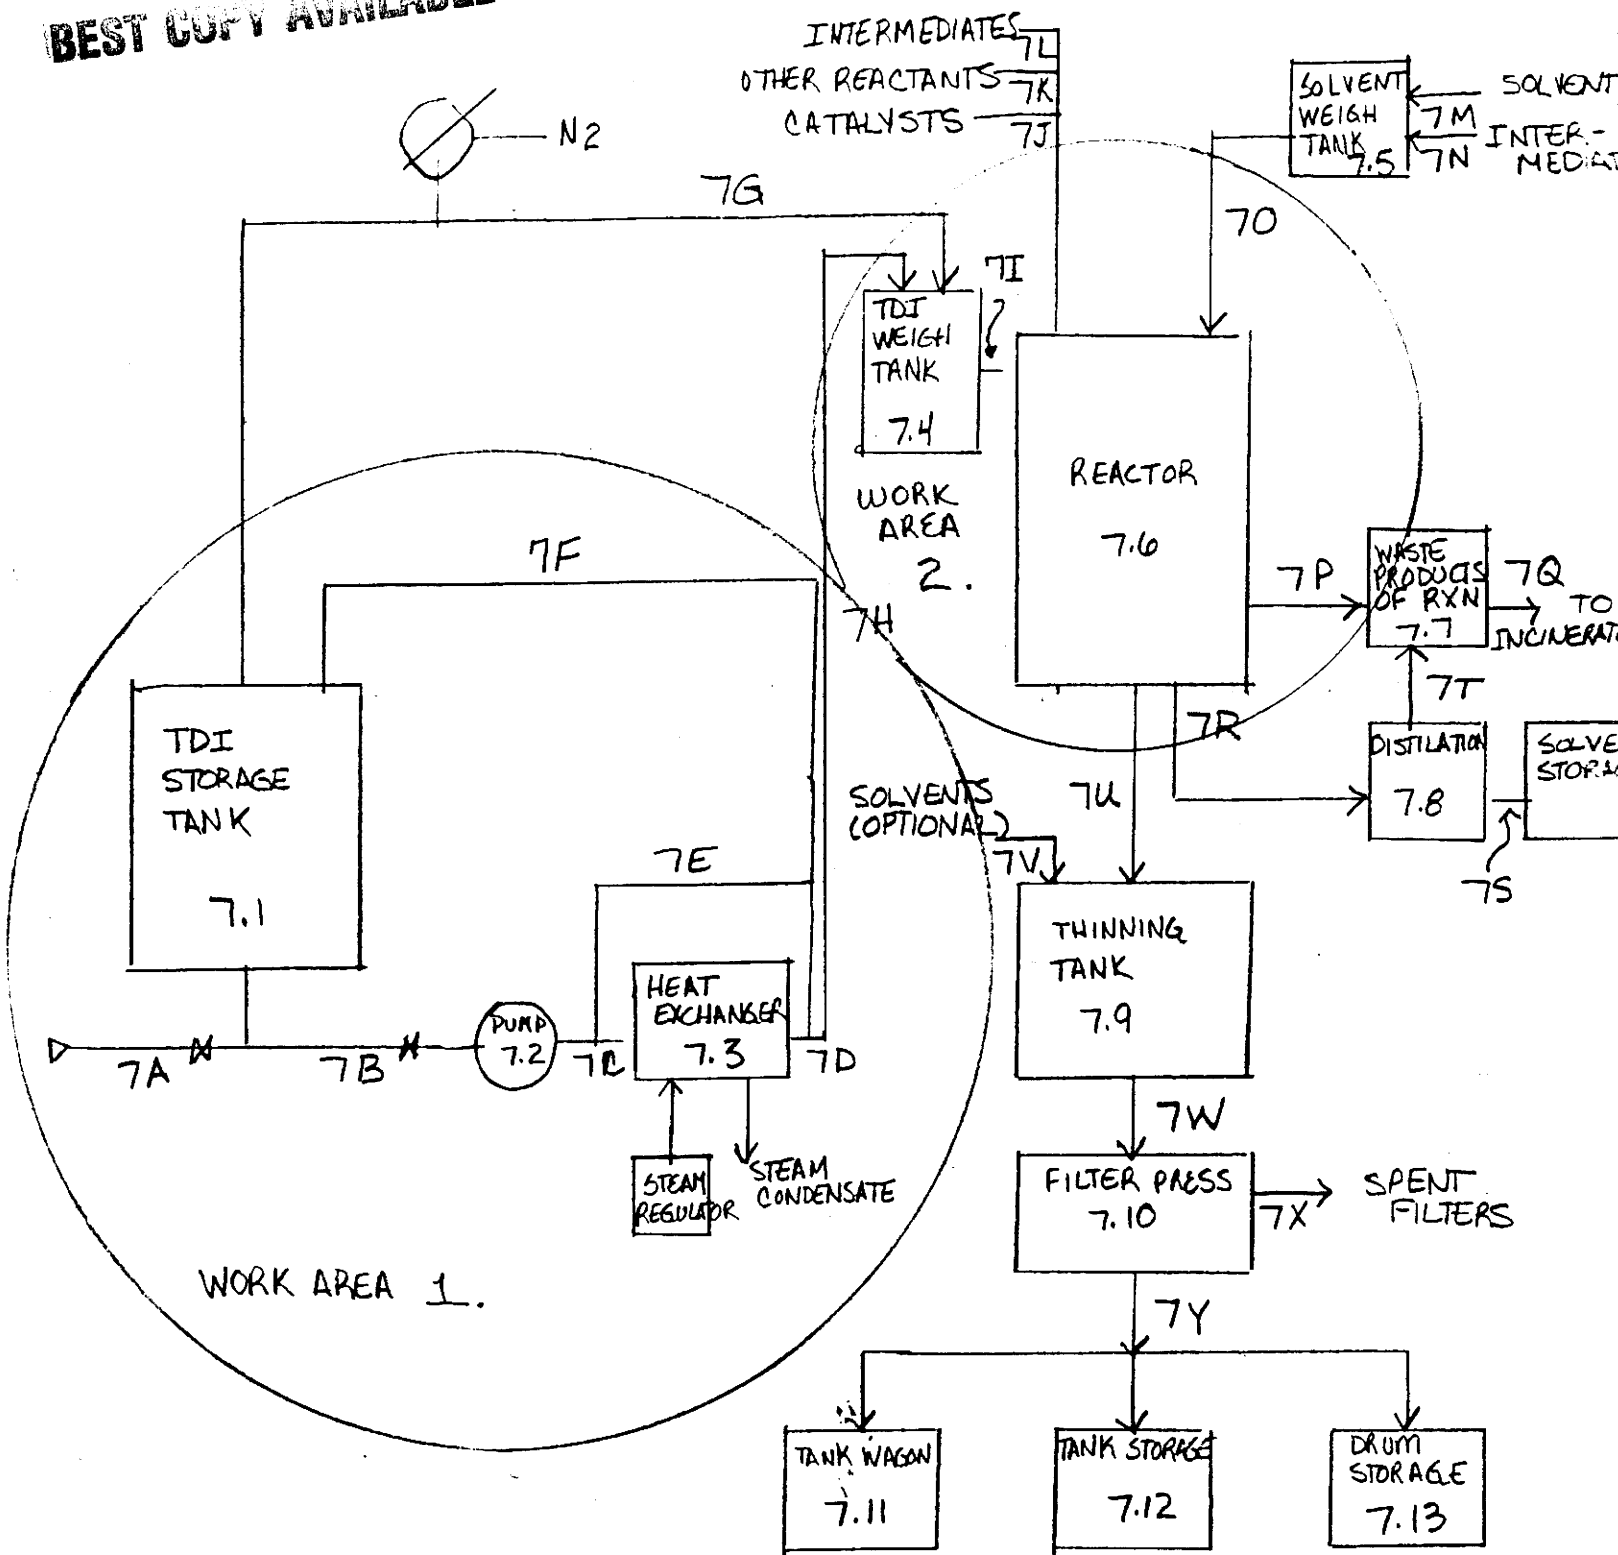 BEST COPY AVAILABLE
INTERMEDIATES
7L
OTHER REACTANTS
7K
CATALYSTS
7J
N2
7G
SOLVENT
WEIGH
TANK
7.5
SOLVENT
7M
7N
INTER-
7O
TDI
WEIGH
TANK
7.4
7I
REACTOR
7.6
WORK
AREA
2.
7F
7H
7P
WASTE
PRODUCTS
OF RXN
7.7
7Q
TO
TDI
STORAGE
TANK
7.1
7R
7T
DISTILATION
7.8
7S
7U
SOLVENTS
(OPTIONAL)
7V
7E
THINNING
TANK
7.9
7A
7B
PUMP
7.2
7C
HEAT
EXCHANGER
7.3
7D
STEAM
REGULATOR
STEAM
CONDENSATE
7W
FILTER PRESS
7.10
7X
SPENT
FILTERS
WORK AREA 1.
7Y
TANK WAGON
7.11
TANK STORAGE
7.12
DRUM
STORAGE
7.13